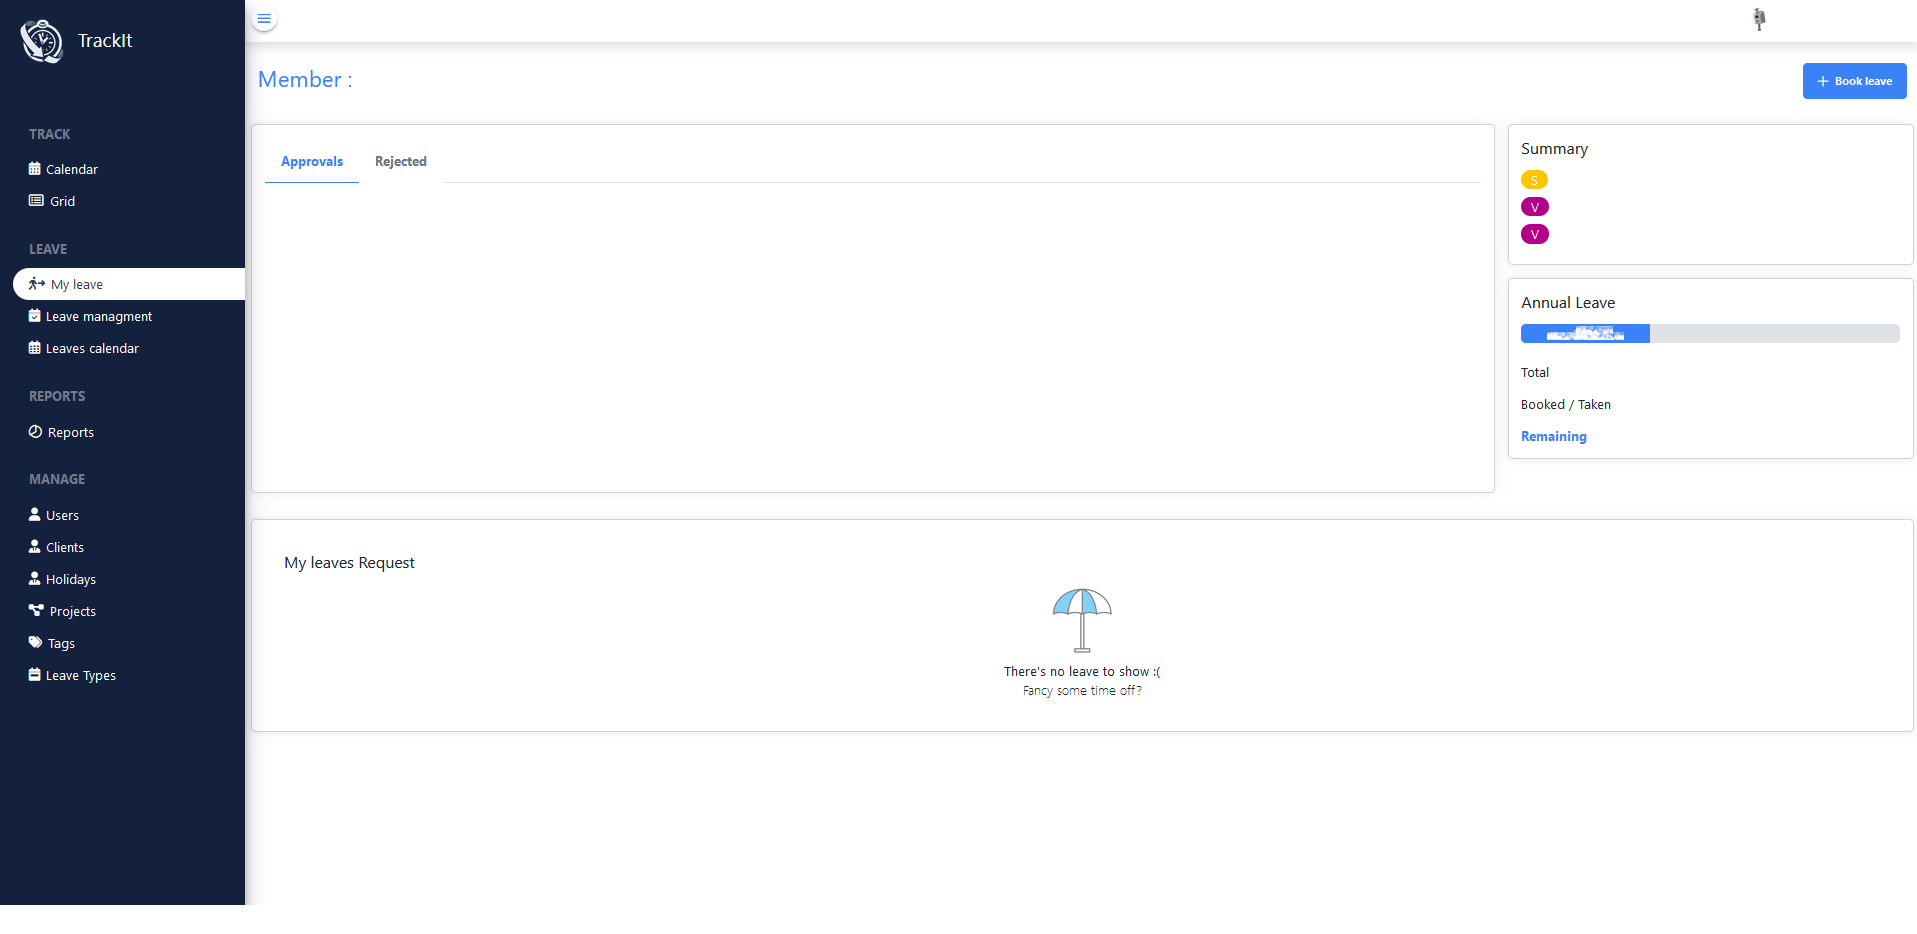 TrackIt
TRACK
Calendar
Grid
LEAVE
My leave
Leave managment
Leaves calendar
REPORTS
Reports
MANAGE
Users
Clients
Holidays
Projects
Tags
Leave Types
Member :
Book leave
Approvals
Rejected
Summary
S
V
V
Annual Leave
Total
Booked / Taken
Remaining
My leaves Request
There's no leave to show :(
Fancy some time off?